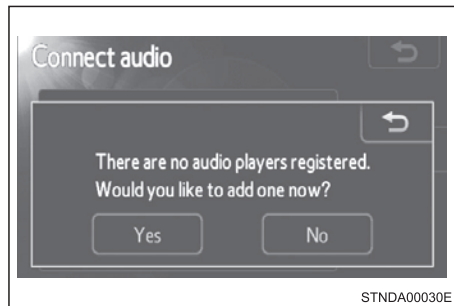 Connect audio
There are no audio players registered.
Would you like to add one now?
Yes No
STNDA00030E